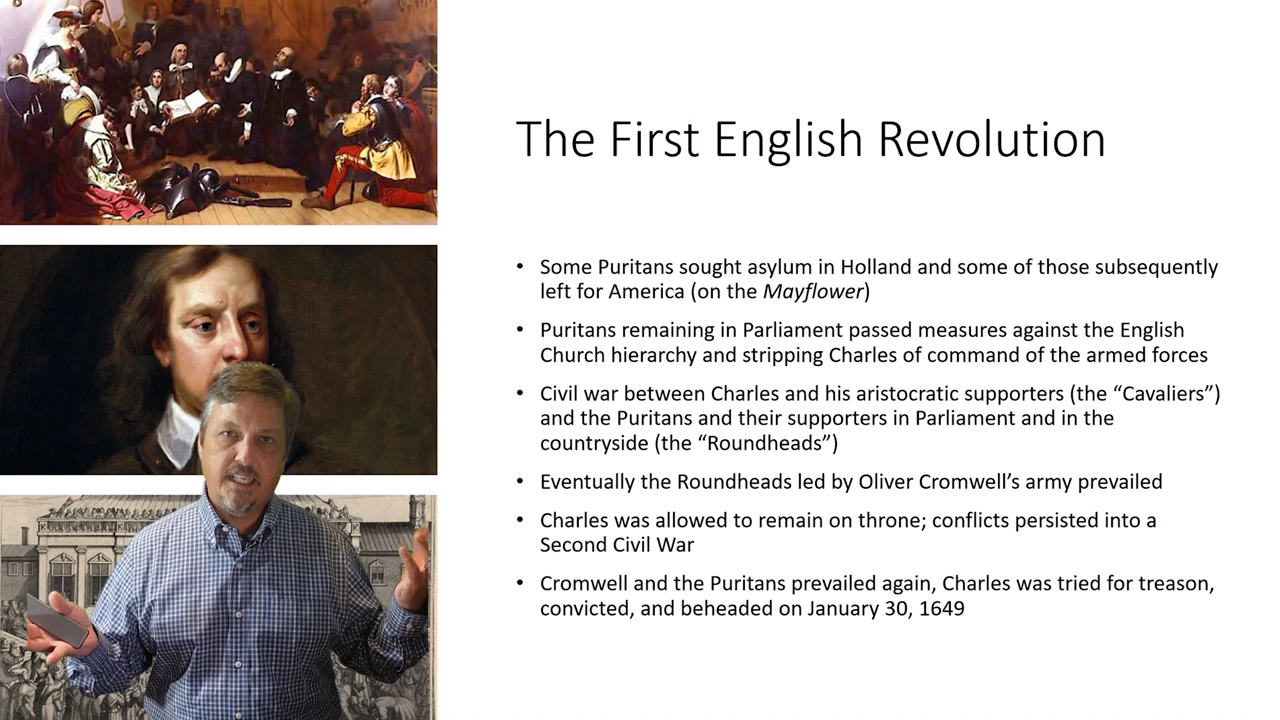 The First English Revolution
• Some Puritans sought asylum in Holland and some of those subsequently
left for America (on the Mayflower)
• Puritans remaining in Parliament passed measures against the English
Church hierarchy and stripping Charles of command of the armed forces
• Civil war between Charles and his aristocratic supporters (the “Cavaliers”)
and the Puritans and their supporters in Parliament and in the
countryside (the “Roundheads”)
• Eventually the Roundheads led by Oliver Cromwell’s army prevailed
• Charles was allowed to remain on throne; conflicts persisted into a
Second Civil War
• Cromwell and the Puritans prevailed again, Charles was tried for treason,
convicted, and beheaded on January 30, 1649